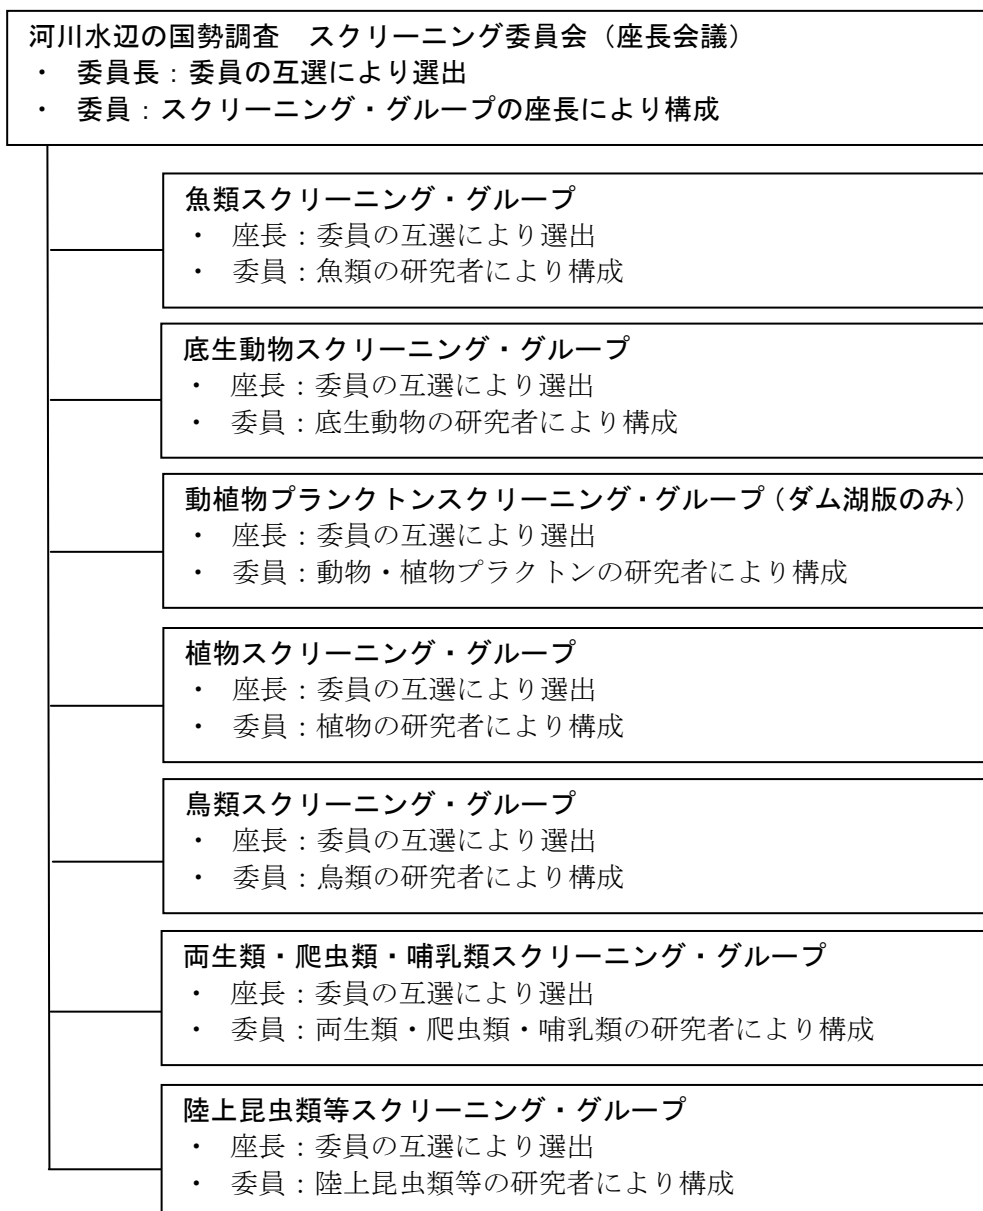 河川水辺の国勢調査　スクリーニング委員会（座長会議）
・ 委員長：委員の互選により選出
・ 委員：スクリーニング・グループの座長により構成
魚類スクリーニング・グループ
・ 座長：委員の互選により選出
・ 委員：魚類の研究者により構成
底生動物スクリーニング・グループ
・ 座長：委員の互選により選出
・ 委員：底生動物の研究者により構成
動植物プランクトンスクリーニング・グループ（ダム湖版のみ）
・ 座長：委員の互選により選出
・ 委員：動物・植物プラクトンの研究者により構成
植物スクリーニング・グループ
・ 座長：委員の互選により選出
・ 委員：植物の研究者により構成
鳥類スクリーニング・グループ
・ 座長：委員の互選により選出
・ 委員：鳥類の研究者により構成
両生類・爬虫類・哺乳類スクリーニング・グループ
・ 座長：委員の互選により選出
・ 委員：両生類・爬虫類・哺乳類の研究者により構成
陸上昆虫類等スクリーニング・グループ
・ 座長：委員の互選により選出
・ 委員：陸上昆虫類等の研究者により構成